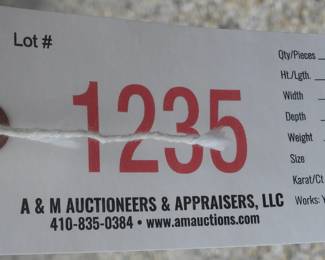 Lot #
1235
A & M AUCTIONEERS & APPRAISERS, LLC
410-835-0384 • www.amauctions.com
Qty/Pieces
Ht./Lgth.
Width
Depth
Weight
Size
Karat/Ct
Works: